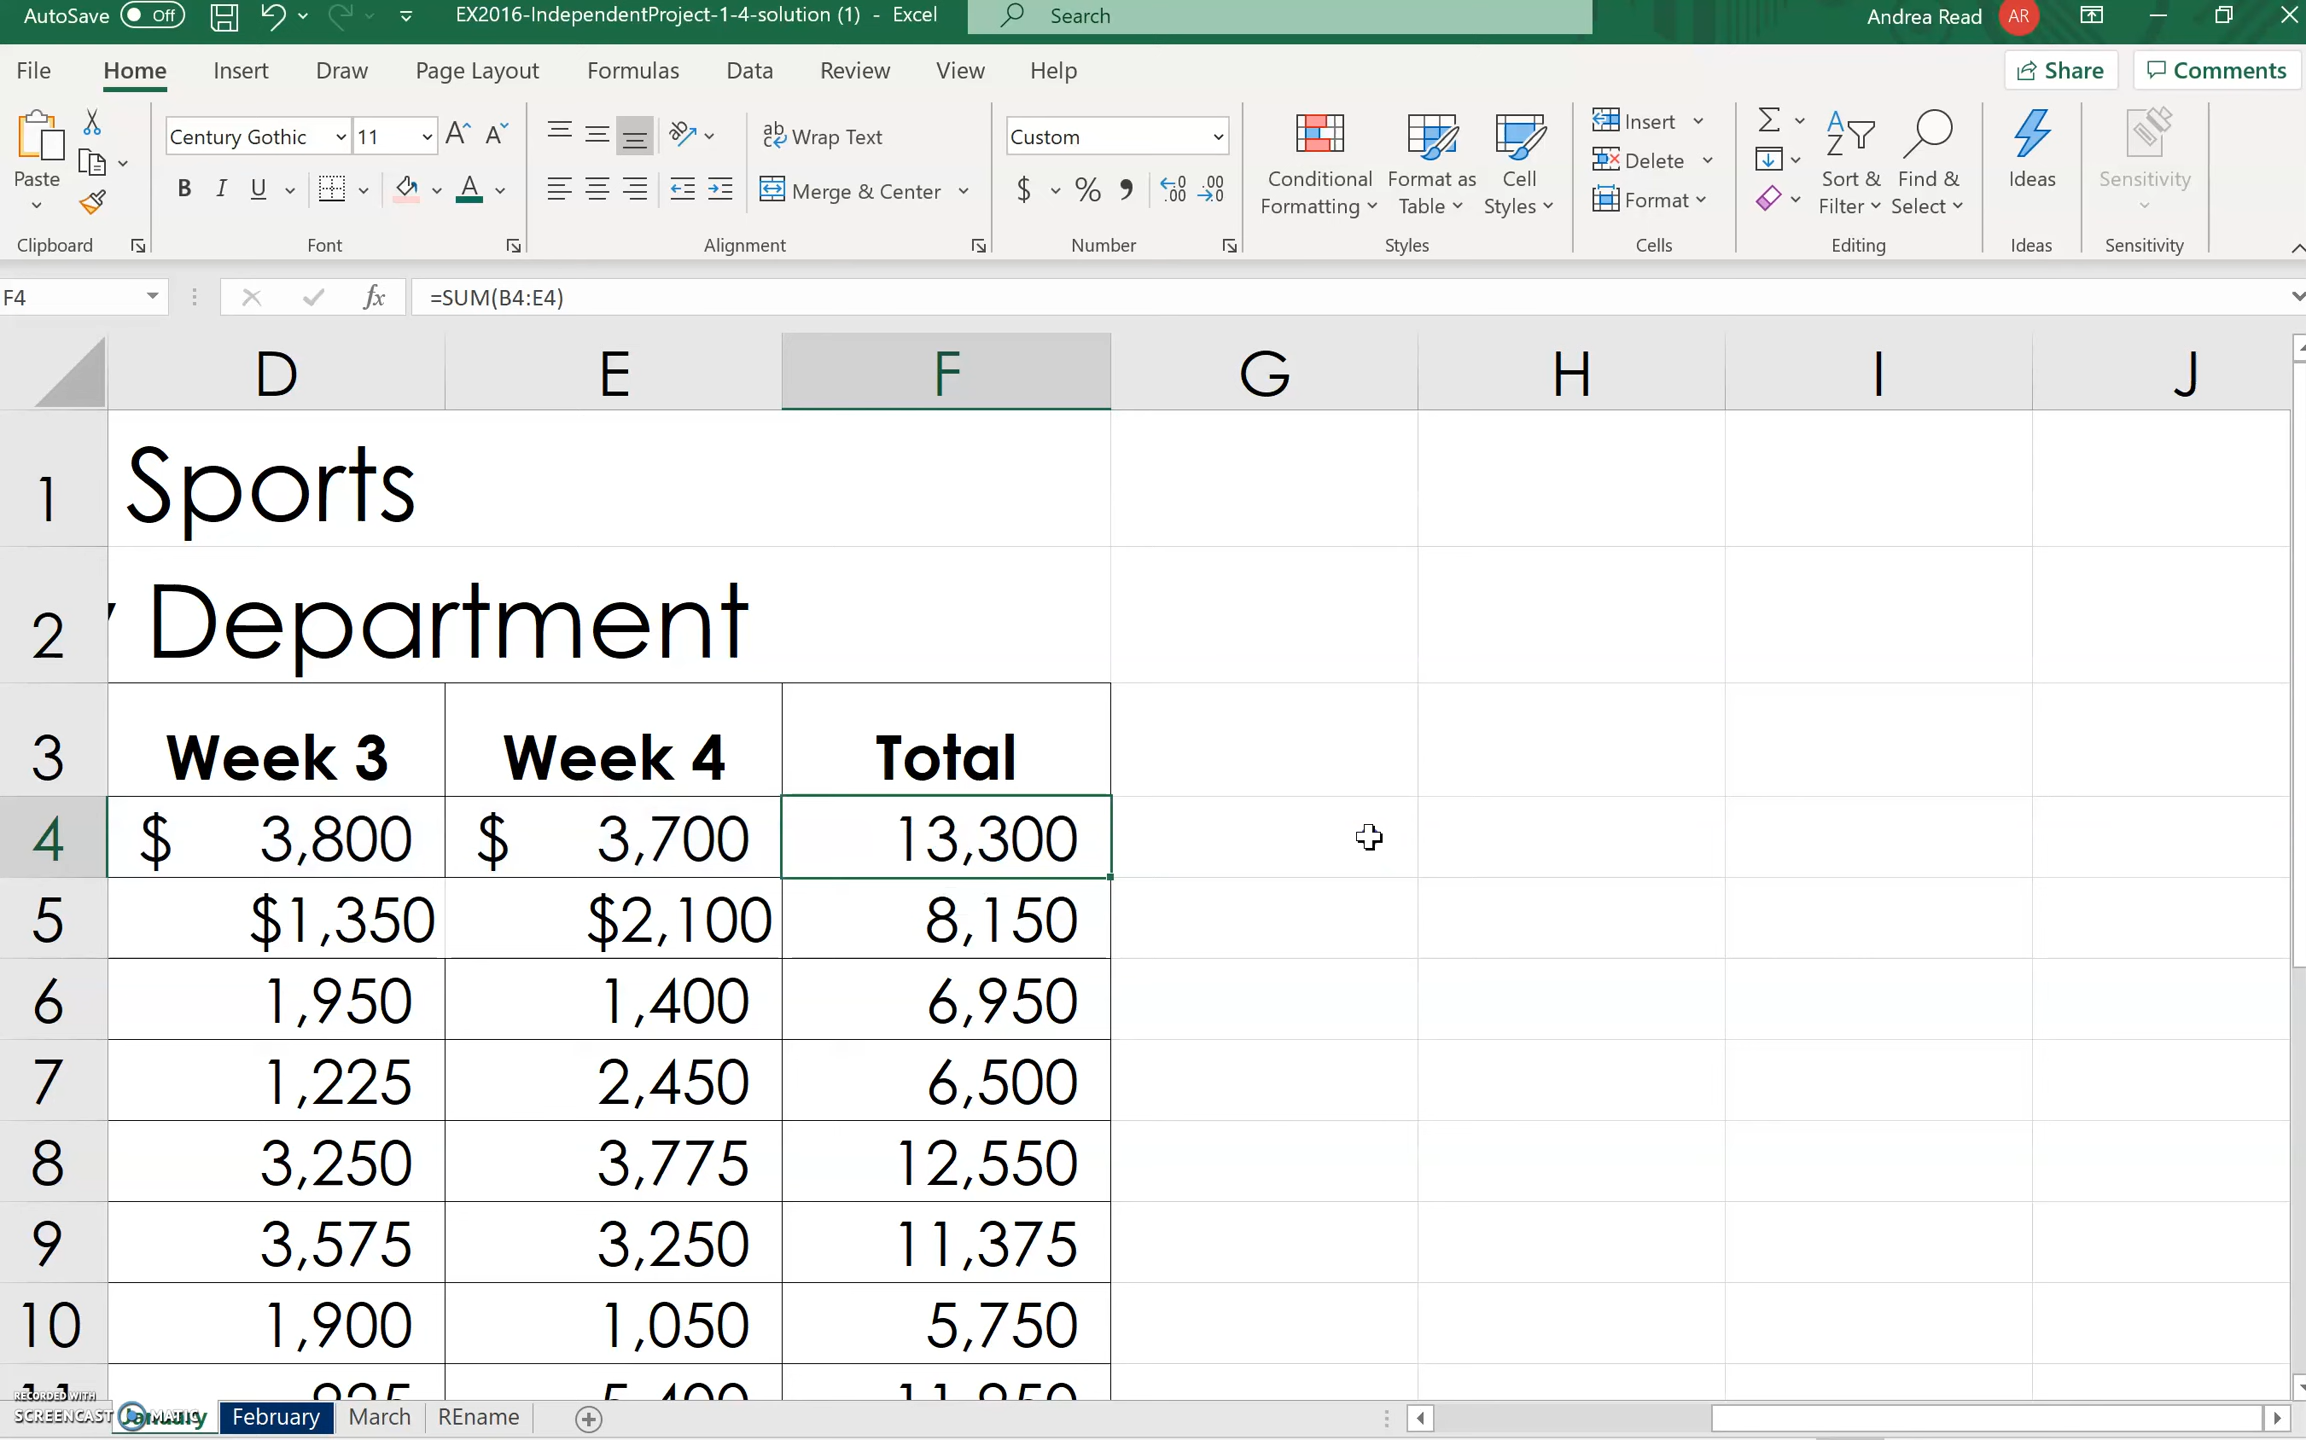 AutoSave Off EX2016-IndependentProject-1-4-solution (1) - Excel Search Andrea Read AR
File Home Insert Draw Page Layout Formulas Data Review View Help Share Comments
Paste
Clipboard
Century Gothic 11
B I U A
Font
Wrap Text
Merge & Center
Alignment
Custom
$ %
Number
Conditional Formatting
Format as Table
Cell Styles
Styles
Insert
Delete
Format
Cells
Sort & Filter
Find & Select
Editing
Ideas
Ideas
Sensitivity
Sensitivity
F4 fx =SUM(B4:E4)
D E F G H I J
1 Sports
2 Department
3 Week 3 Week 4 Total
4 $ 3,800 $ 3,700 13,300
5 $1,350 $2,100 8,150
6 1,950 1,400 6,950
7 1,225 2,450 6,500
8 3,250 3,775 12,550
9 3,575 3,250 11,375
10 1,900 1,050 5,750
RECORDED WITH
SCREENCAST MATIC
January February March REname